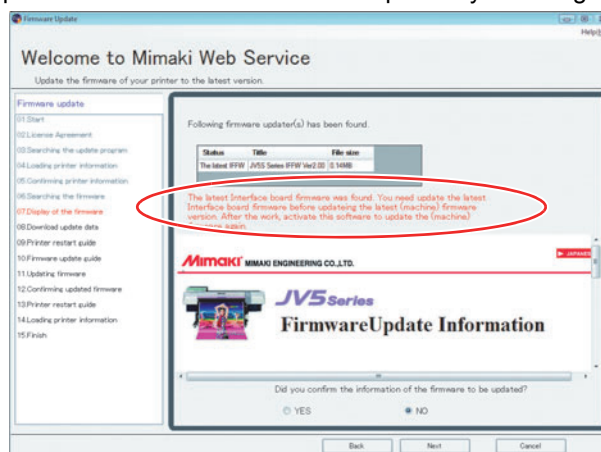 Firmware Update
Welcome to Mimaki Web Service
Update the firmware of your printer to the latest version.
Firmware update
01.Start
02.License Agreement
03.Searching the update program
04.Loading printer information
05.Confirming printer information
06.Searching the firmware
07.Display of the firmware
08.Download update data
09.Printer restart guide
10.Firmware update guide
11.Updating firmware
12.Confirming updated firmware
13.Printer restart guide
14.Loading printer information
15.Finish
Following firmware updater(s) has been found.
Status Title File size
The latest IFFW JV5S Series IFFW Ver2.00 0.14MB
The latest Interface board firmware was found. You need update the latest
Interface board firmware before updateing the latest (machine) firmware
version. After the work, activate this software to update the (machine)
again.
Mimaki MIMAKI ENGINEERING CO.,LTD.
JV5 Series
FirmwareUpdate Information
Did you confirm the information of the firmware to be updated?
YES NO
Back Next Cancel